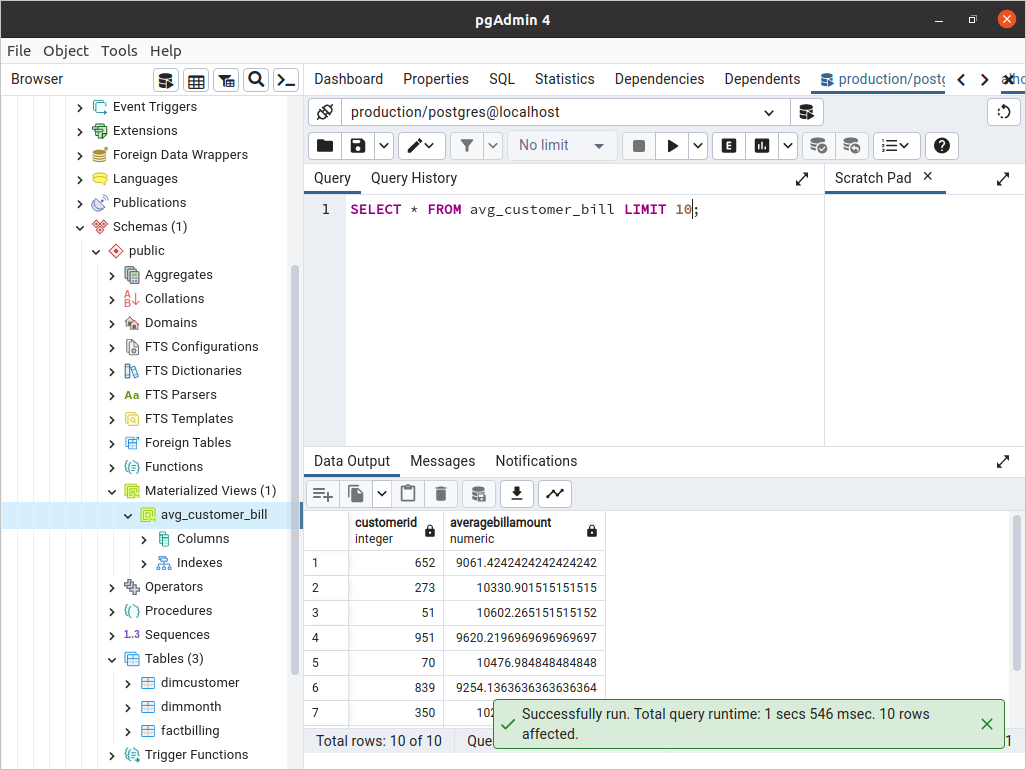 pgAdmin 4
File Object Tools Help
Browser
Dashboard Properties SQL Statistics Dependencies Dependents production/postg
Event Triggers
Extensions
Foreign Data Wrappers
Languages
Publications
Schemas (1)
public
Aggregates
Collations
Domains
FTS Configurations
FTS Dictionaries
Aa FTS Parsers
FTS Templates
Foreign Tables
Functions
Materialized Views (1)
avg_customer_bill
Columns
Indexes
Operators
Procedures
1..3 Sequences
Tables (3)
dimcustomer
dimmonth
factbilling
Trigger Functions
production/postgres@localhost
No limit
E
Query Query History
Scratch Pad
1 SELECT * FROM avg_customer_bill LIMIT 10;
Data Output Messages Notifications
customerid averagebillamount
integer numeric
1 652 9061.4242424242424242
2 273 10330.901515151515
3 51 10602.265151515152
4 951 9620.2196969696969697
5 70 10476.984848484848
6 839 9254.1363636363636364
7 350
Successfully run. Total query runtime: 1 secs 546 msec. 10 rows
affected.
Total rows: 10 of 10